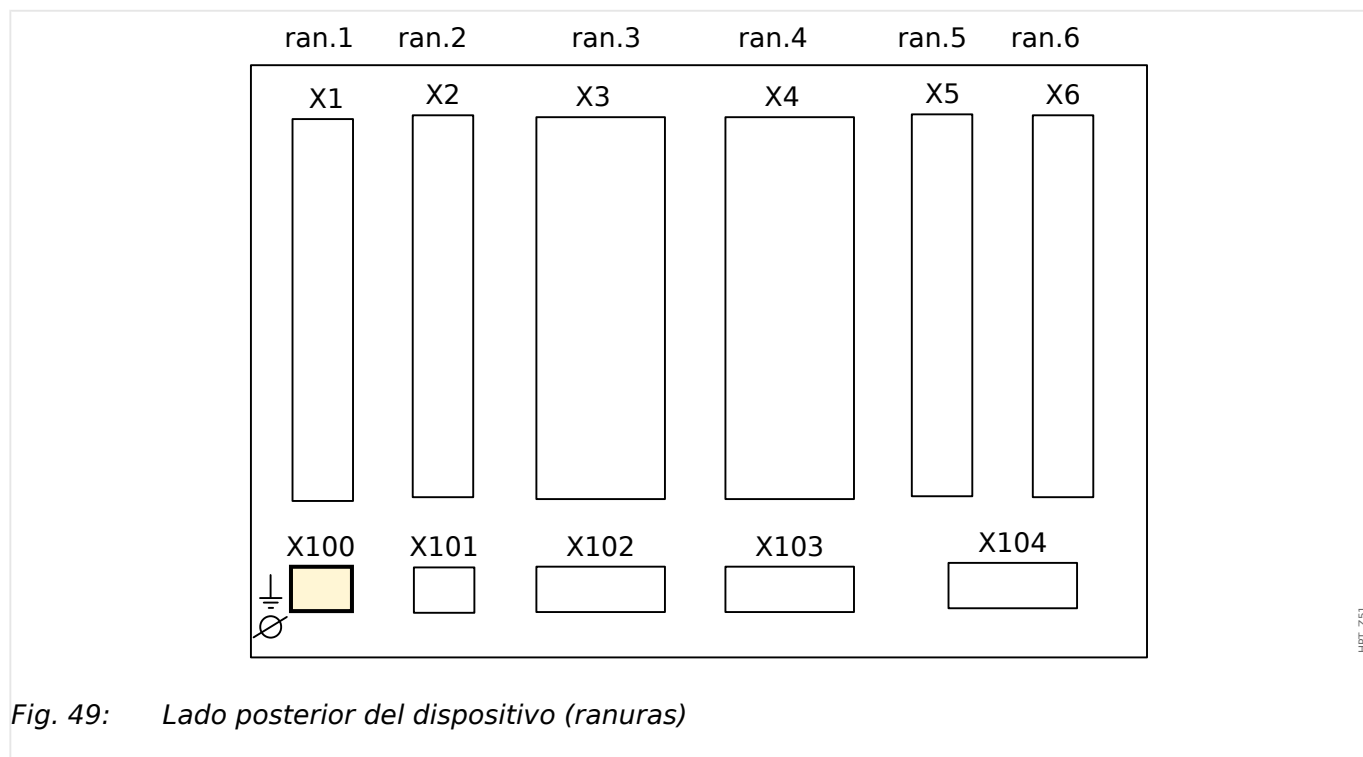 ran.1 ran.2 ran.3 ran.4 ran.5 ran.6
X1 X2 X3 X4 X5 X6
X100 X101 X102 X103 X104
Fig. 49: Lado posterior del dispositivo (ranuras)